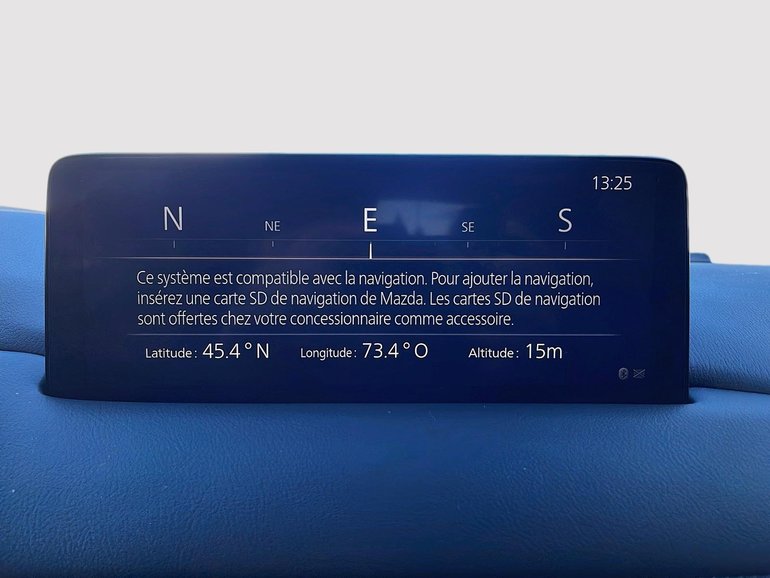 13:25
N NE E SE S
Ce système est compatible avec la navigation. Pour ajouter la navigation,
insérez une carte SD de navigation de Mazda. Les cartes SD de navigation
sont offertes chez votre concessionnaire comme accessoire.
Latitude: 45.4°N Longitude: 73.4°O Altitude: 15m